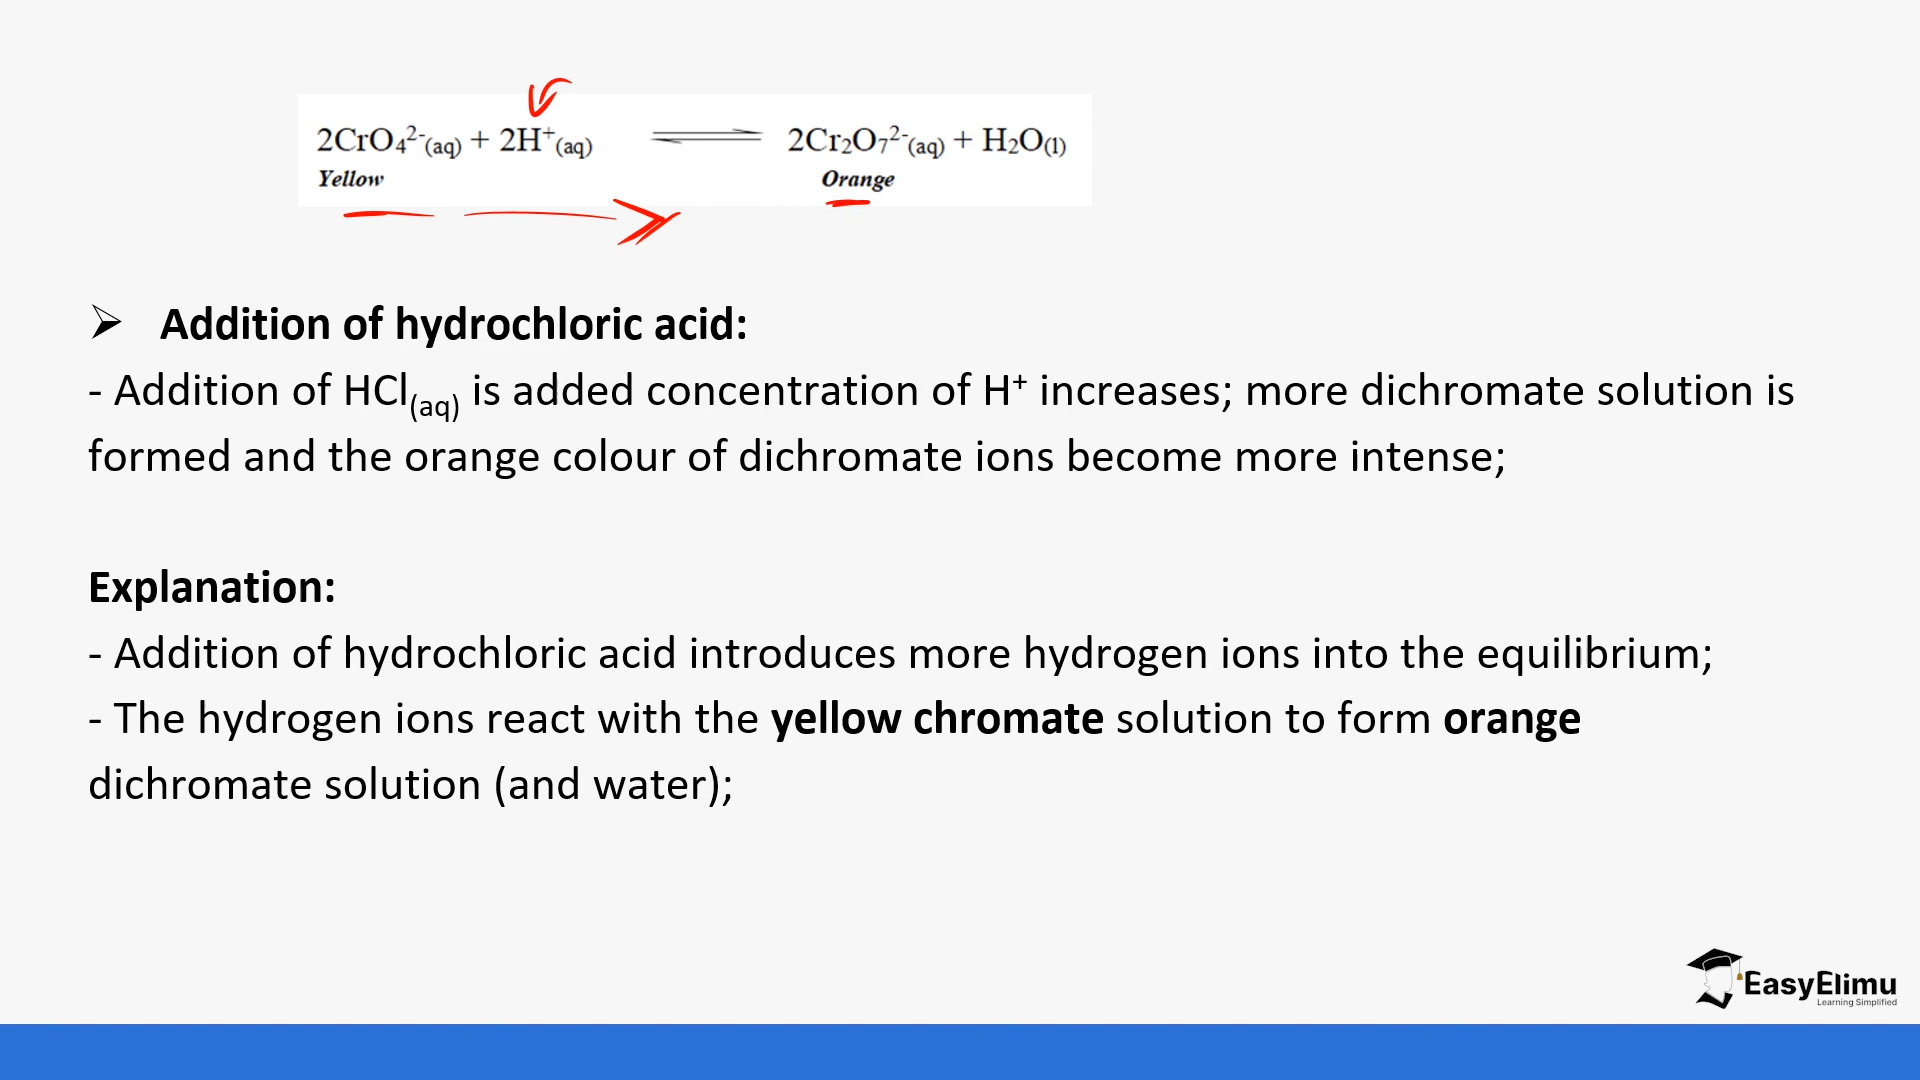 2CrO₄²⁻(aq) + 2H⁺(aq) ⇌ 2Cr₂O₇²⁻(aq) + H₂O(l)
Yellow Orange
➢ Addition of hydrochloric acid:
- Addition of HCl(aq) is added concentration of H⁺ increases; more dichromate solution is
formed and the orange colour of dichromate ions become more intense;
Explanation:
- Addition of hydrochloric acid introduces more hydrogen ions into the equilibrium;
- The hydrogen ions react with the yellow chromate solution to form orange
dichromate solution (and water);
EasyElimu
Learning Simplified